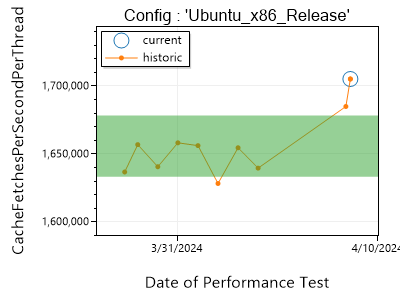 Config : 'Ubuntu_x86_Release'
current
historic
CacheFetchesPerSecondPerThread
1,700,000
1,650,000
1,600,000
3/31/2024
4/10/2024
Date of Performance Test